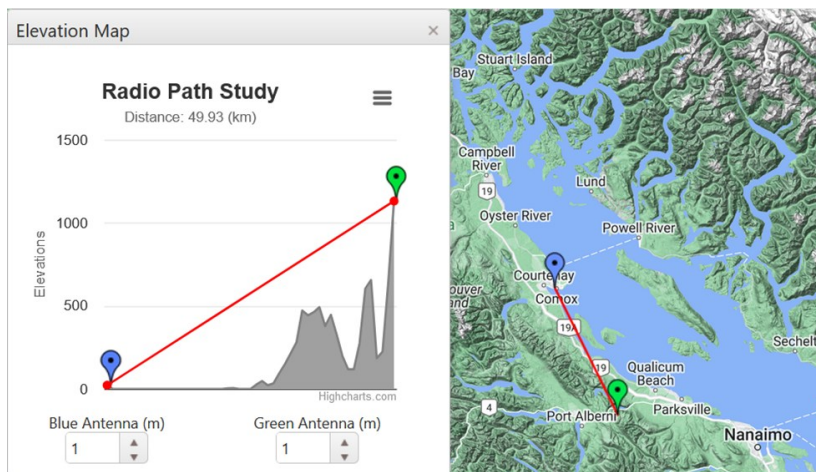 Elevation Map ×
Radio Path Study
Distance: 49.93 (km)
1500
1000
500
0
Elevations
Highcharts.com
Blue Antenna (m)
Green Antenna (m)
1
1
Stuart Island
Bay
Campbell
River
19
Lund
Oyster River
Powell River
Courtenay
Comox
couver
and
19A
Sechelt
19
Qualicum
Beach
4
Port Alberni
Parksville
Nanaimo